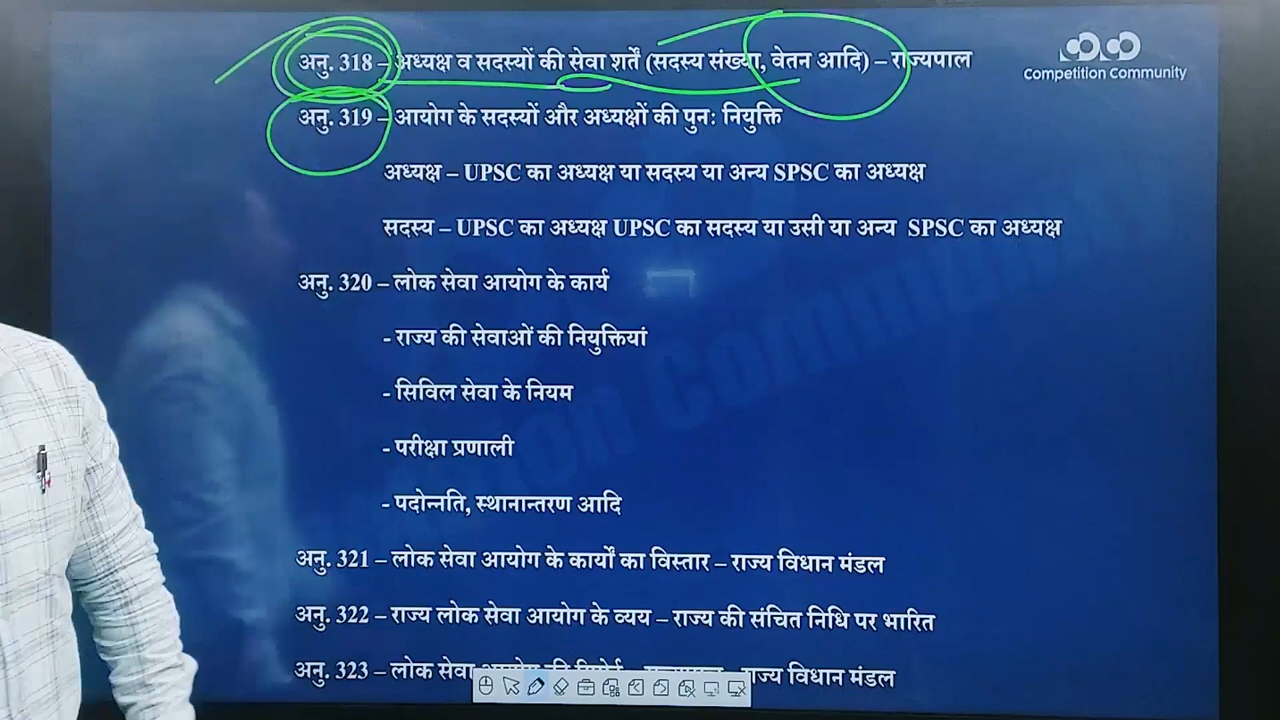 अनु. 318 – अध्यक्ष व सदस्यों की सेवा शर्तें (सदस्य संख्या, वेतन आदि) – राज्यपाल
Competition Community
अनु. 319 – आयोग के सदस्यों और अध्यक्षों की पुनः नियुक्ति
अध्यक्ष – UPSC का अध्यक्ष या सदस्य या अन्य SPSC का अध्यक्ष
सदस्य – UPSC का अध्यक्ष UPSC का सदस्य या उसी या अन्य SPSC का अध्यक्ष
अनु. 320 – लोक सेवा आयोग के कार्य
- राज्य की सेवाओं की नियुक्तियां
- सिविल सेवा के नियम
- परीक्षा प्रणाली
- पदोन्नति, स्थानान्तरण आदि
अनु. 321 – लोक सेवा आयोग के कार्यों का विस्तार – राज्य विधान मंडल
अनु. 322 – राज्य लोक सेवा आयोग के व्यय – राज्य की संचित निधि पर भारित
अनु. 323 – लोक सेवा राज्य विधान मंडल